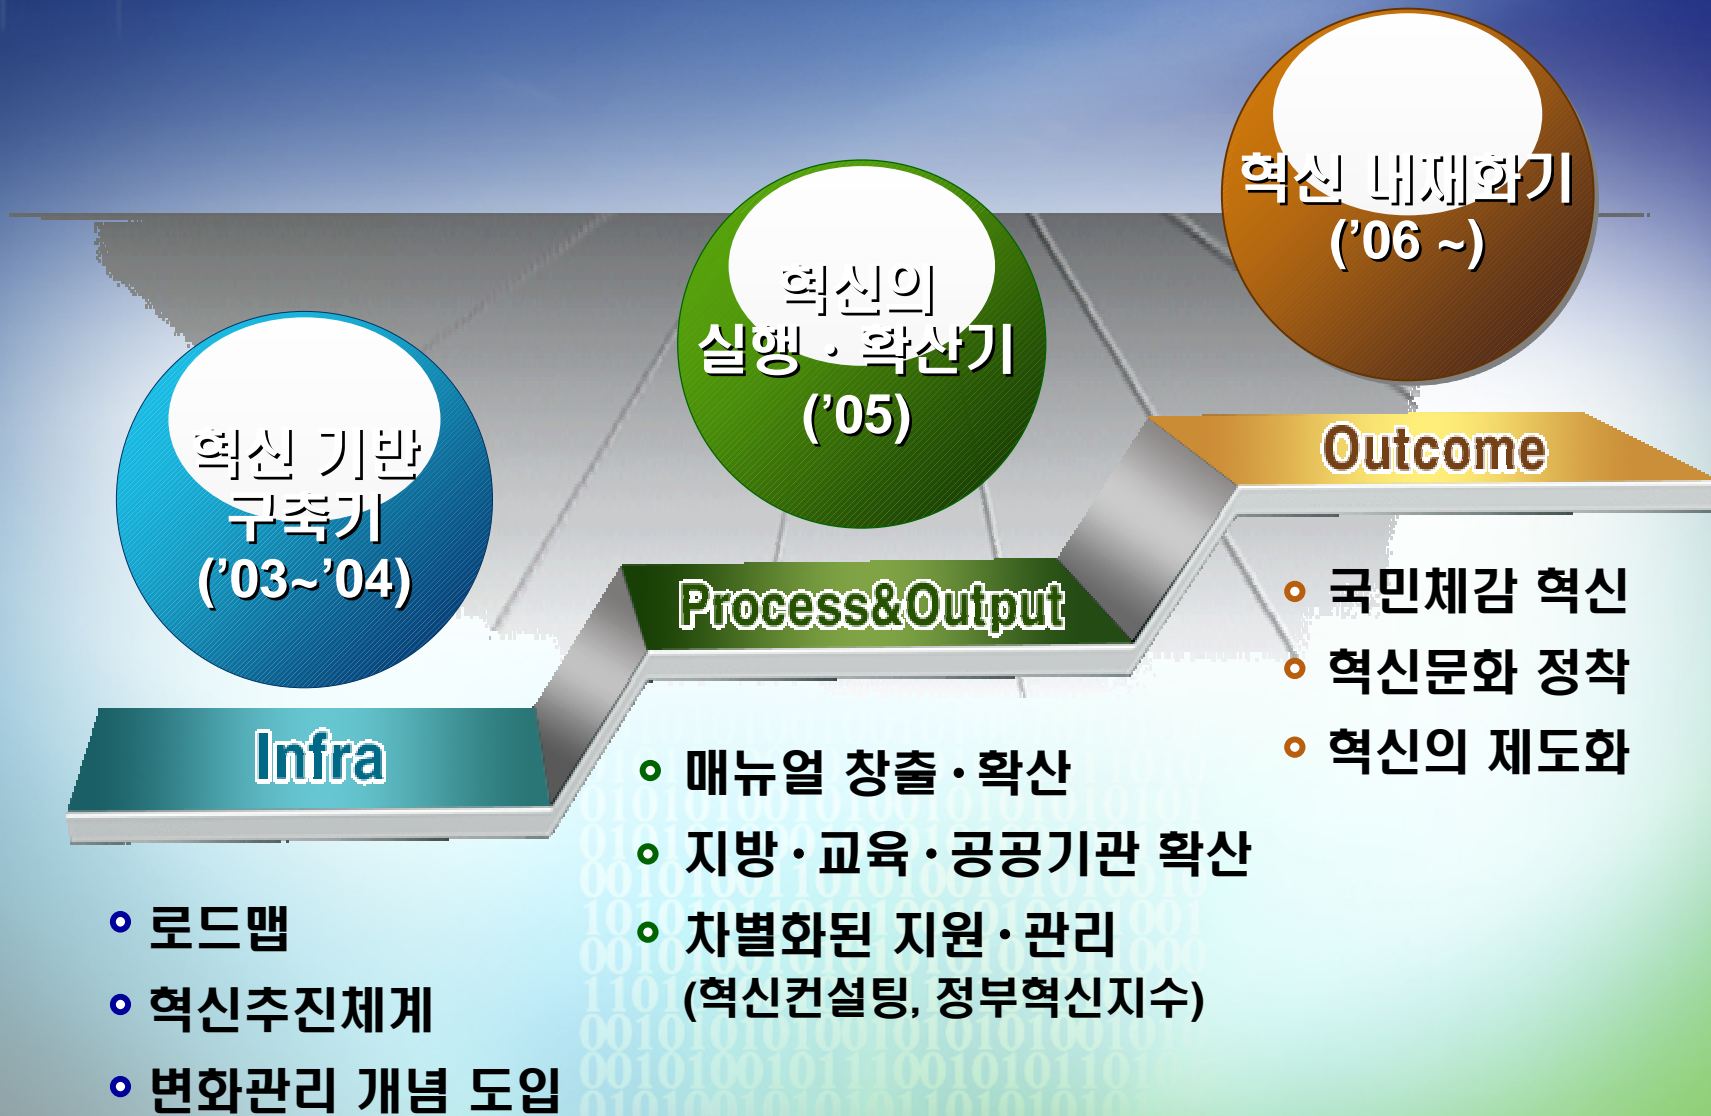 혁신 기반
구축기
(’03~’04)
Infra
로드맵
혁신추진체계
변화관리 개념 도입
혁신의
실행 · 확산기
(’05)
Process&Output
매뉴얼 창출 · 확산
지방 · 교육 · 공공기관 확산
차별화된 지원 · 관리
(혁신컨설팅, 정부혁신지수)
혁신 내재화기
(’06 ~)
Outcome
국민체감 혁신
혁신문화 정착
혁신의 제도화